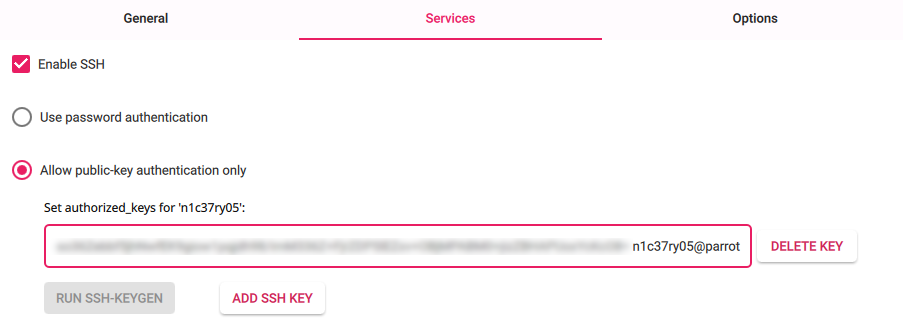 General Services Options
Enable SSH
Use password authentication
Allow public-key authentication only
Set authorized_keys for 'n1c37ry05':
n1c37ry05@parrot DELETE KEY
RUN SSH-KEYGEN ADD SSH KEY